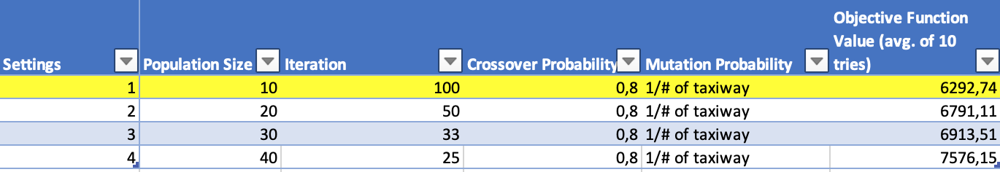 Settings Population Size Iteration Crossover Probability Mutation Probability Objective Function Value (avg. of 10 tries)
1 10 100 0,8 1/# of taxiway 6292,74
2 20 50 0,8 1/# of taxiway 6791,11
3 30 33 0,8 1/# of taxiway 6913,51
4 40 25 0,8 1/# of taxiway 7576,15